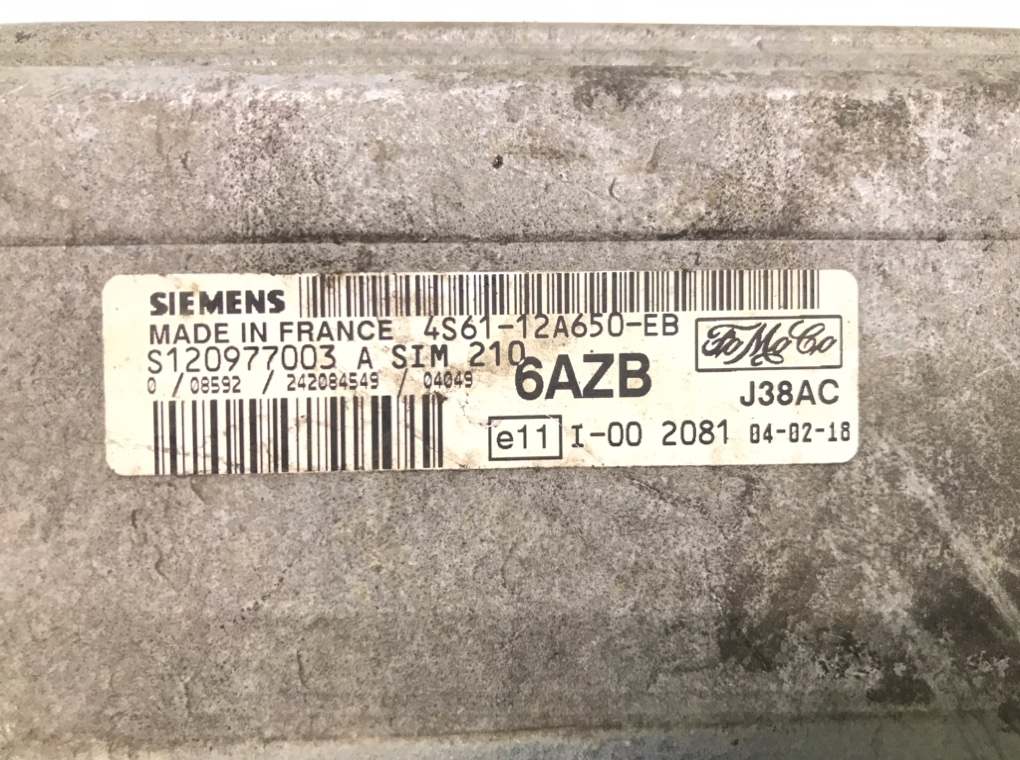 SIEMENS
MADE IN FRANCE 4S61-12A650-EB
S120977003 A SIM 210
FoMoCo
0 / 08592 / 242084549 / 04049
6AZB
J38AC
e11 I-00 2081 04-02-18